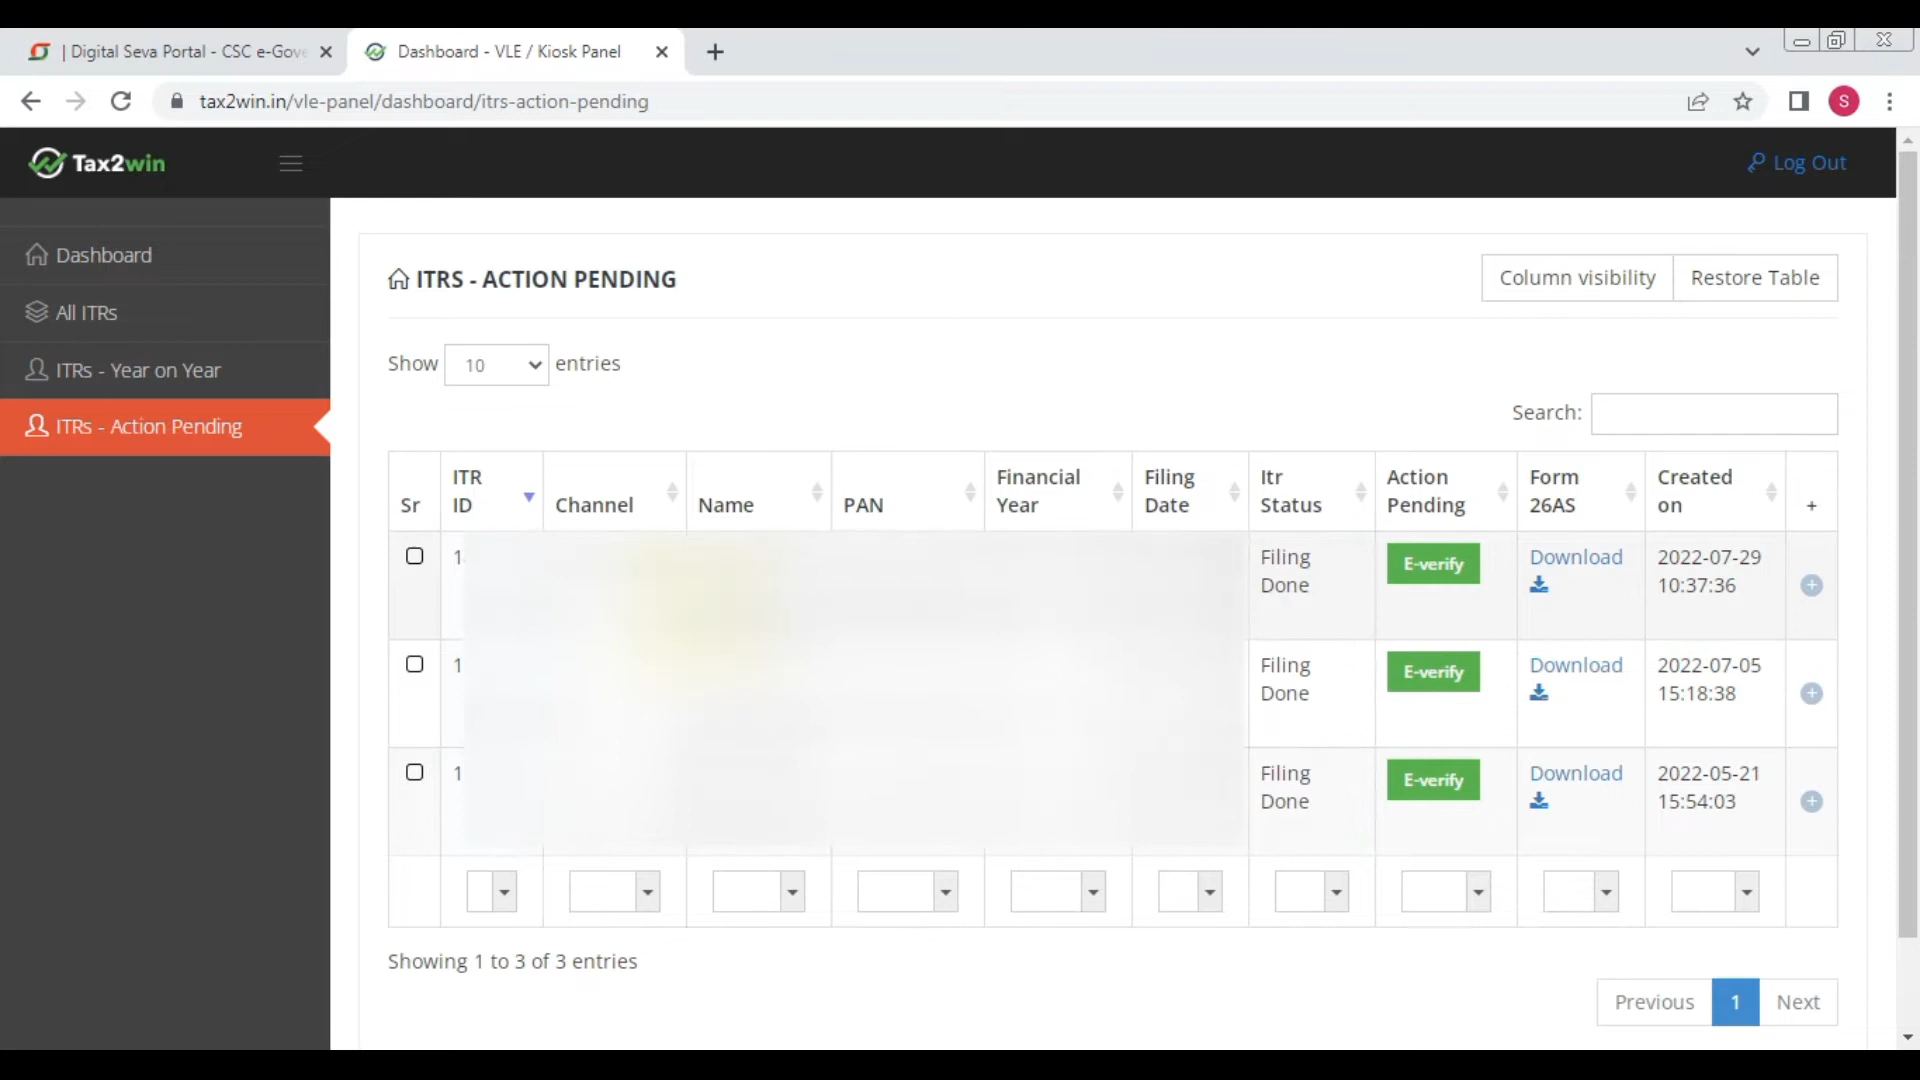 | Digital Seva Portal - CSC e-Gove
Dashboard - VLE / Kiosk Panel
tax2win.in/vle-panel/dashboard/itrs-action-pending
S
Tax2win
Log Out
Dashboard
All ITRs
ITRs - Year on Year
ITRs - Action Pending
ITRS - ACTION PENDING
Column visibility
Restore Table
Show 10 entries
Search:
Sr
ITR ID
Channel
Name
PAN
Financial Year
Filing Date
Itr Status
Action Pending
Form 26AS
Created on
+
1
Filing Done
E-verify
Download
2022-07-29 10:37:36
1
Filing Done
E-verify
Download
2022-07-05 15:18:38
1
Filing Done
E-verify
Download
2022-05-21 15:54:03
Showing 1 to 3 of 3 entries
Previous
1
Next